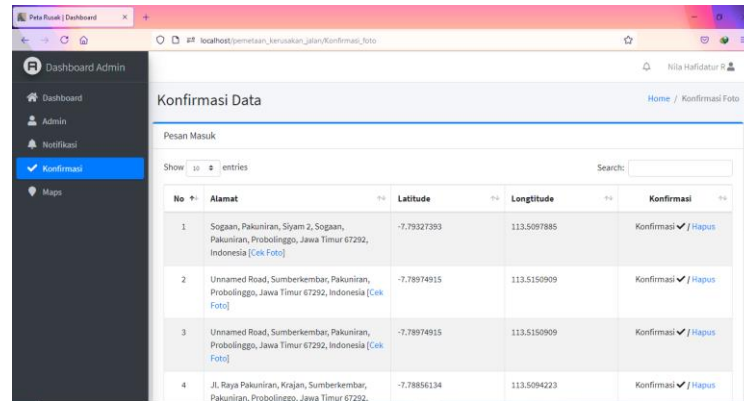 Peta Rusak | Dashboard
localhost/pemetaan_kerusakan_jalan/Konfirmasi_foto
Dashboard Admin
Nila Hafidatur R
Dashboard
Admin
Notifikasi
Konfirmasi
Maps
Konfirmasi Data
Home / Konfirmasi Foto
Pesan Masuk
Show 10 entries
Search:
No Alamat Latitude Longtitude Konfirmasi
1 Sogaan, Pakuniran, Siyam 2, Sogaan, -7.79327393 113.5097885 Konfirmasi / Hapus
Pakuniran, Probolinggo, Jawa Timur 67292,
Indonesia [Cek Foto]
2 Unnamed Road, Sumberkembar, Pakuniran, -7.78974915 113.5150909 Konfirmasi / Hapus
Probolinggo, Jawa Timur 67292, Indonesia [Cek
Foto]
3 Unnamed Road, Sumberkembar, Pakuniran, -7.78974915 113.5150909 Konfirmasi / Hapus
Probolinggo, Jawa Timur 67292, Indonesia [Cek
Foto]
4 Jl. Raya Pakuniran, Krajan, Sumberkembar, -7.78856134 113.5094223 Konfirmasi / Hapus
Pakuniran, Probolinggo, Jawa Timur 67292,